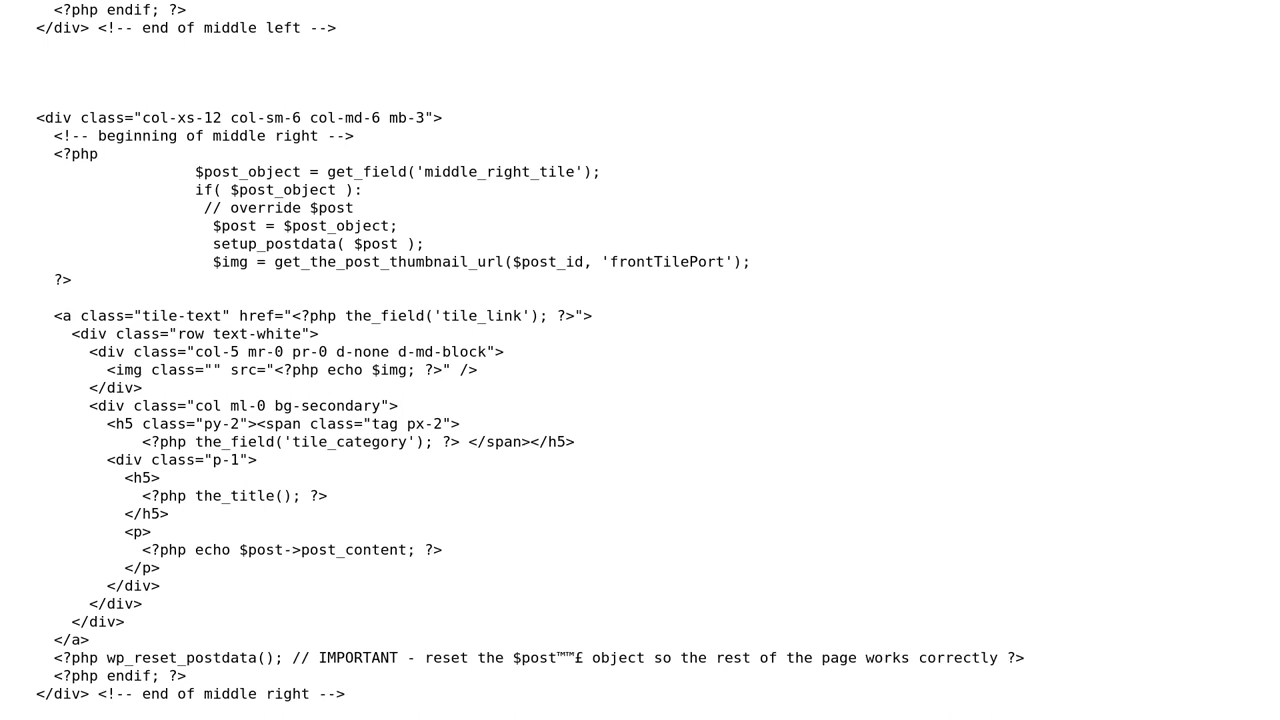 <?php endif; ?>
</div> <!-- end of middle left -->
<div class="col-xs-12 col-sm-6 col-md-6 mb-3">
<!-- beginning of middle right -->
<?php
$post_object = get_field('middle_right_tile');
if( $post_object ):
// override $post
$post = $post_object;
setup_postdata( $post );
$img = get_the_post_thumbnail_url($post_id, 'frontTilePort');
?>
<a class="tile-text" href="<?php the_field('tile_link'); ?>">
<div class="row text-white">
<div class="col-5 mr-0 pr-0 d-none d-md-block">
<img class="" src="<?php echo $img; ?>" />
</div>
<div class="col ml-0 bg-secondary">
<h5 class="py-2"><span class="tag px-2">
<?php the_field('tile_category'); ?> </span></h5>
<div class="p-1">
<h5>
<?php the_title(); ?>
</h5>
<p>
<?php echo $post->post_content; ?>
</p>
</div>
</div>
</div>
</a>
<?php wp_reset_postdata(); // IMPORTANT - reset the $post™™£ object so the rest of the page works correctly ?>
<?php endif; ?>
</div> <!-- end of middle right -->